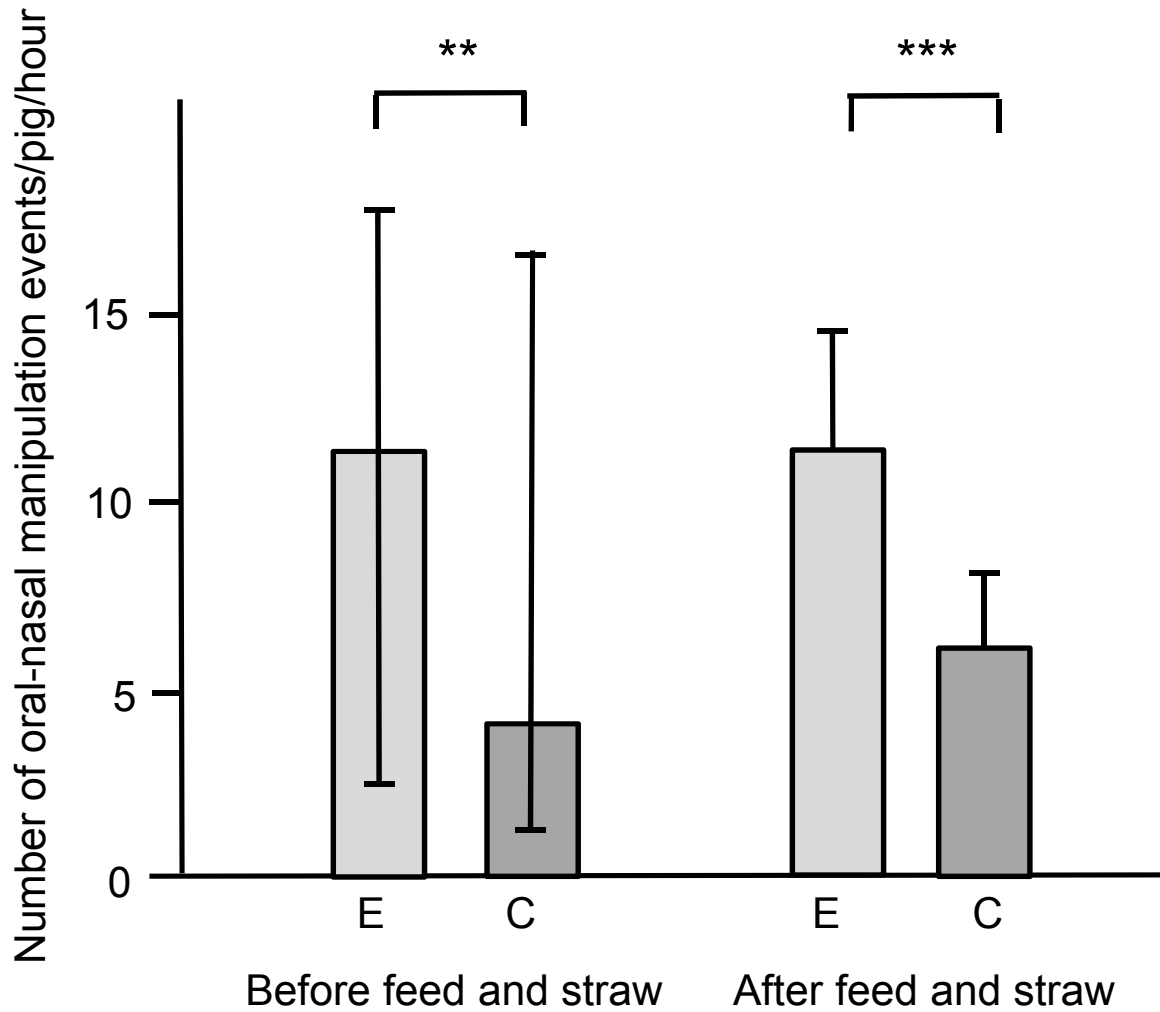 Number of oral-nasal manipulation events/pig/hour
**
***
15
10
5
0
E
C
E
C
Before feed and straw
After feed and straw